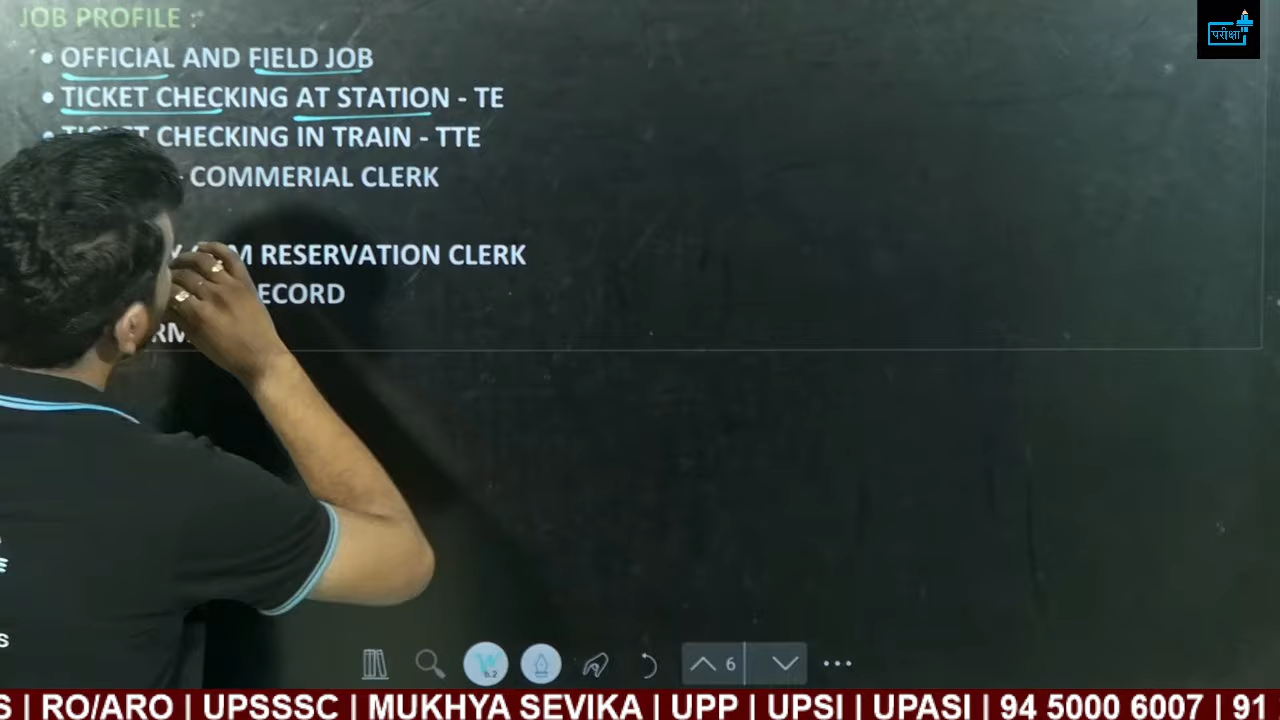 JOB PROFILE :
परीक्षा
• OFFICIAL AND FIELD JOB
• TICKET CHECKING AT STATION - TE
• TICKET CHECKING IN TRAIN - TTE
- COMMERIAL CLERK
RESERVATION CLERK
6
S | RO/ARO | UPSSSC | MUKHYA SEVIKA | UPP | UPSI | UPASI | 94 5000 6007 | 91